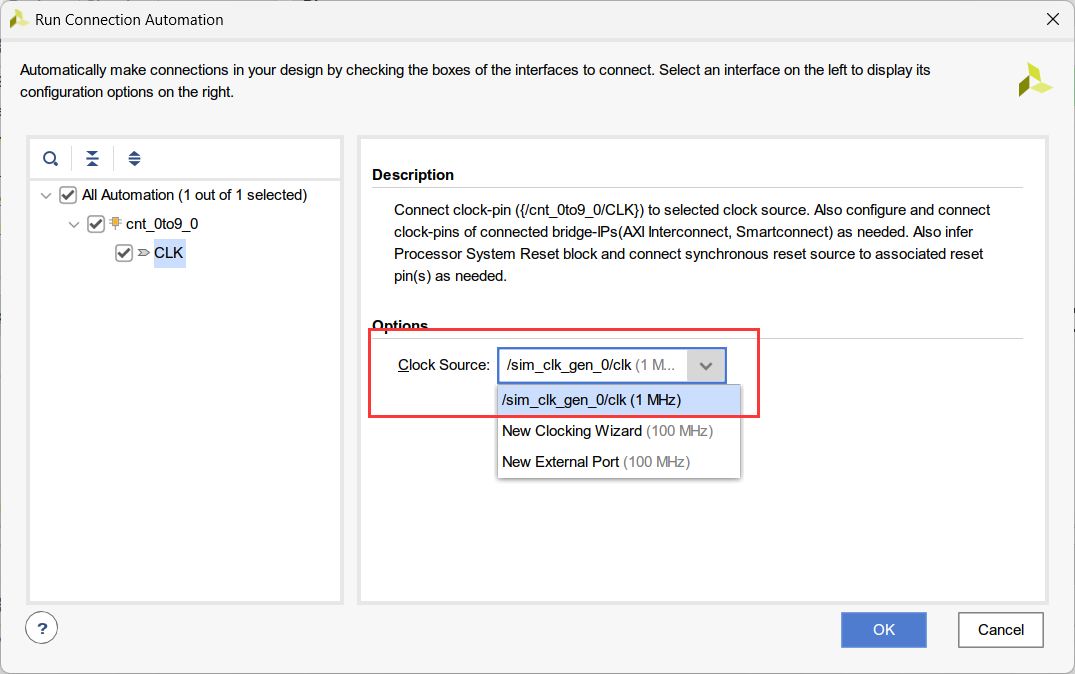 Run Connection Automation
Automatically make connections in your design by checking the boxes of the interfaces to connect. Select an interface on the left to display its
configuration options on the right.
All Automation (1 out of 1 selected)
cnt_0to9_0
CLK
Description
Connect clock-pin ({/cnt_0to9_0/CLK}) to selected clock source. Also configure and connect
clock-pins of connected bridge-IPs(AXI Interconnect, Smartconnect) as needed. Also infer
Processor System Reset block and connect synchronous reset source to associated reset
pin(s) as needed.
Options
Clock Source: /sim_clk_gen_0/clk (1 M...
/sim_clk_gen_0/clk (1 MHz)
New Clocking Wizard (100 MHz)
New External Port (100 MHz)
?
OK
Cancel